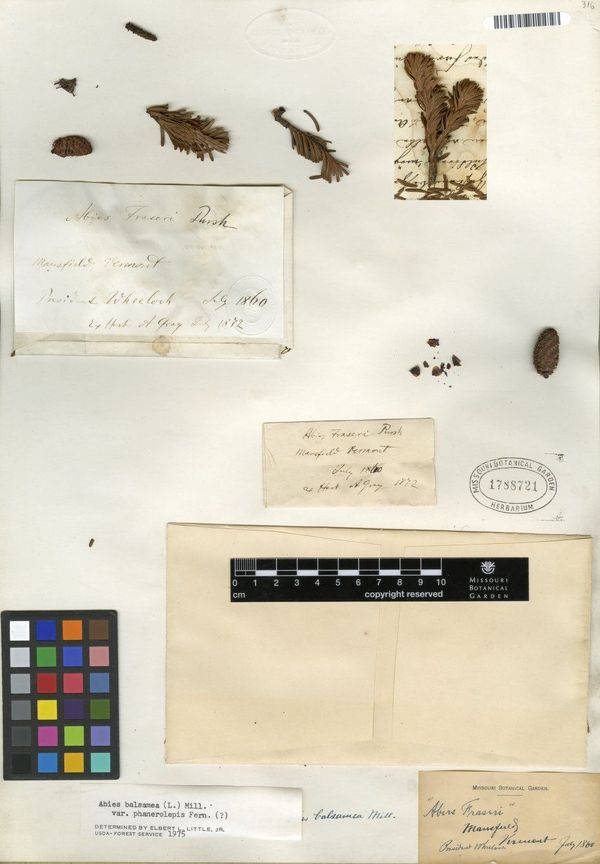 316
Abies Fraseri Pursh
Mansfield Vermont
President Wheelock July 1860
ex Herb A Gray July 1872
Abies Fraseri Pursh
Mansfield Vermont
July 1860
ex Herb A Gray 1872
MISSOURI BOTANICAL GARDEN
1788721
HERBARIUM
0 1 2 3 4 5 6 7 8 9 10
cm
copyright reserved
MISSOURI
BOTANICAL
GARDEN
Abies balsamea (L.) Mill.
var. phanerolepis Fern. (?)
DETERMINED BY ELBERT L. LITTLE, JR.
USDA-FOREST SERVICE 1975
balsamea Mill.
MISSOURI BOTANICAL GARDEN.
"Abies Fraseri"
Mansfield
Vermont
President Wheelock July 1860